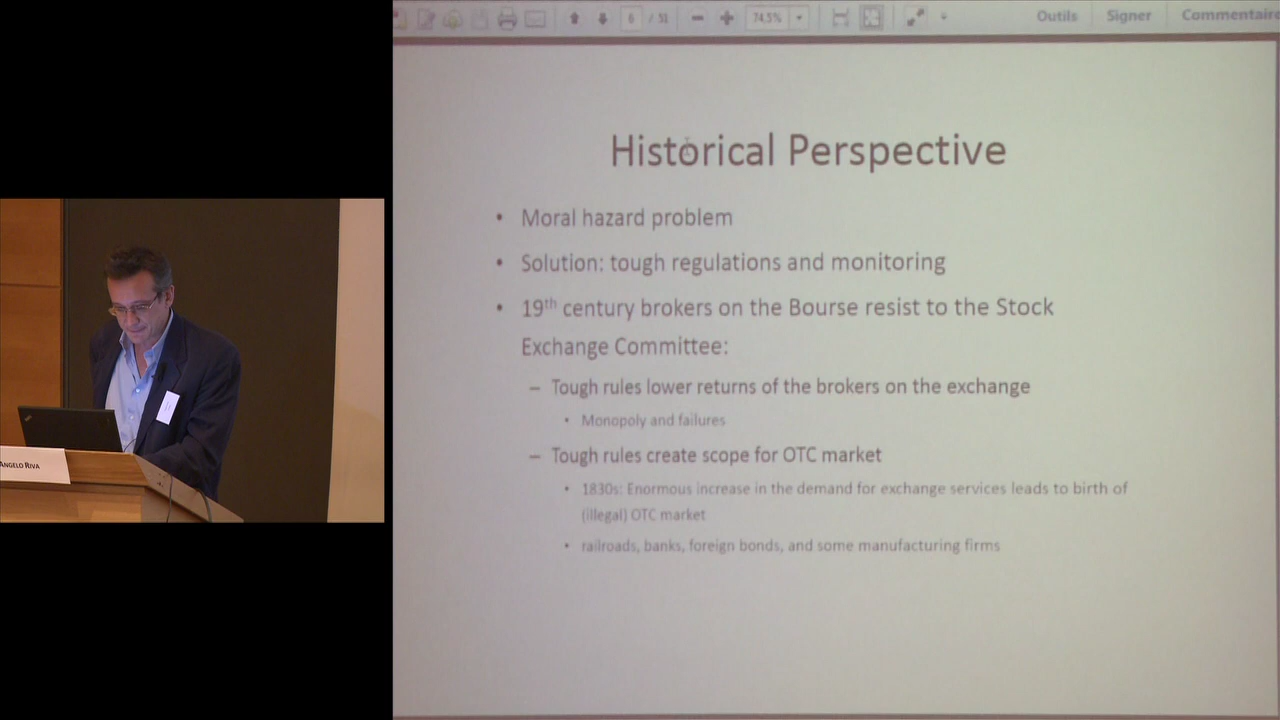 6 / 51
74,5%
Outils
Signer
Commentaire
Historical Perspective
• Moral hazard problem
• Solution: tough regulations and monitoring
• 19th century brokers on the Bourse resist to the Stock
Exchange Committee:
– Tough rules lower returns of the brokers on the exchange
• Monopoly and failures
– Tough rules create scope for OTC market
• 1830s: Enormous increase in the demand for exchange services leads to birth of
(illegal) OTC market
• railroads, banks, foreign bonds, and some manufacturing firms
ANGELO RIVA